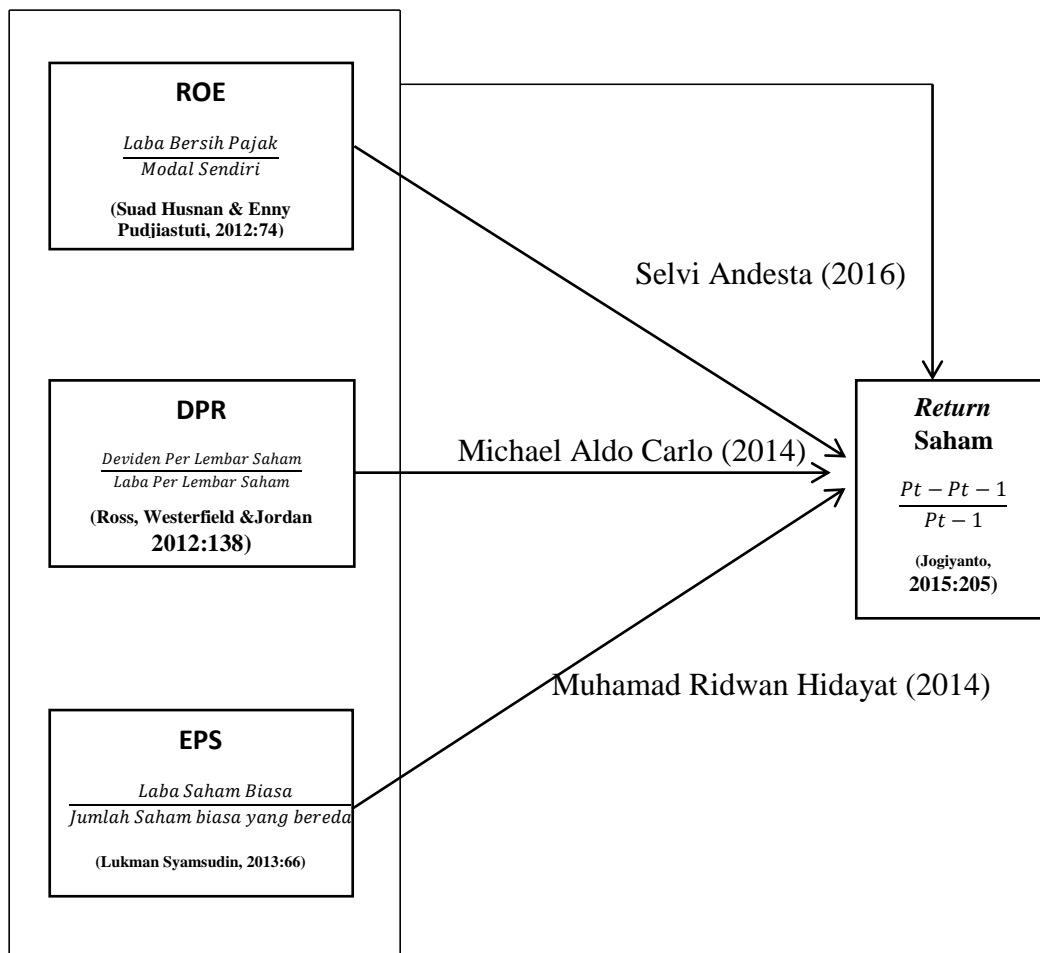 ROE
Laba Bersih Pajak
Modal Sendiri
(Suad Husnan & Enny
Pudjiastuti, 2012:74)
Selvi Andesta (2016)
DPR
Deviden Per Lembar Saham
Laba Per Lembar Saham
(Ross, Westerfield &Jordan
2012:138)
Michael Aldo Carlo (2014)
Return
Saham
Pt − Pt − 1
Pt − 1
(Jogiyanto,
2015:205)
Muhamad Ridwan Hidayat (2014)
EPS
Laba Saham Biasa
Jumlah Saham biasa yang bereda
(Lukman Syamsudin, 2013:66)